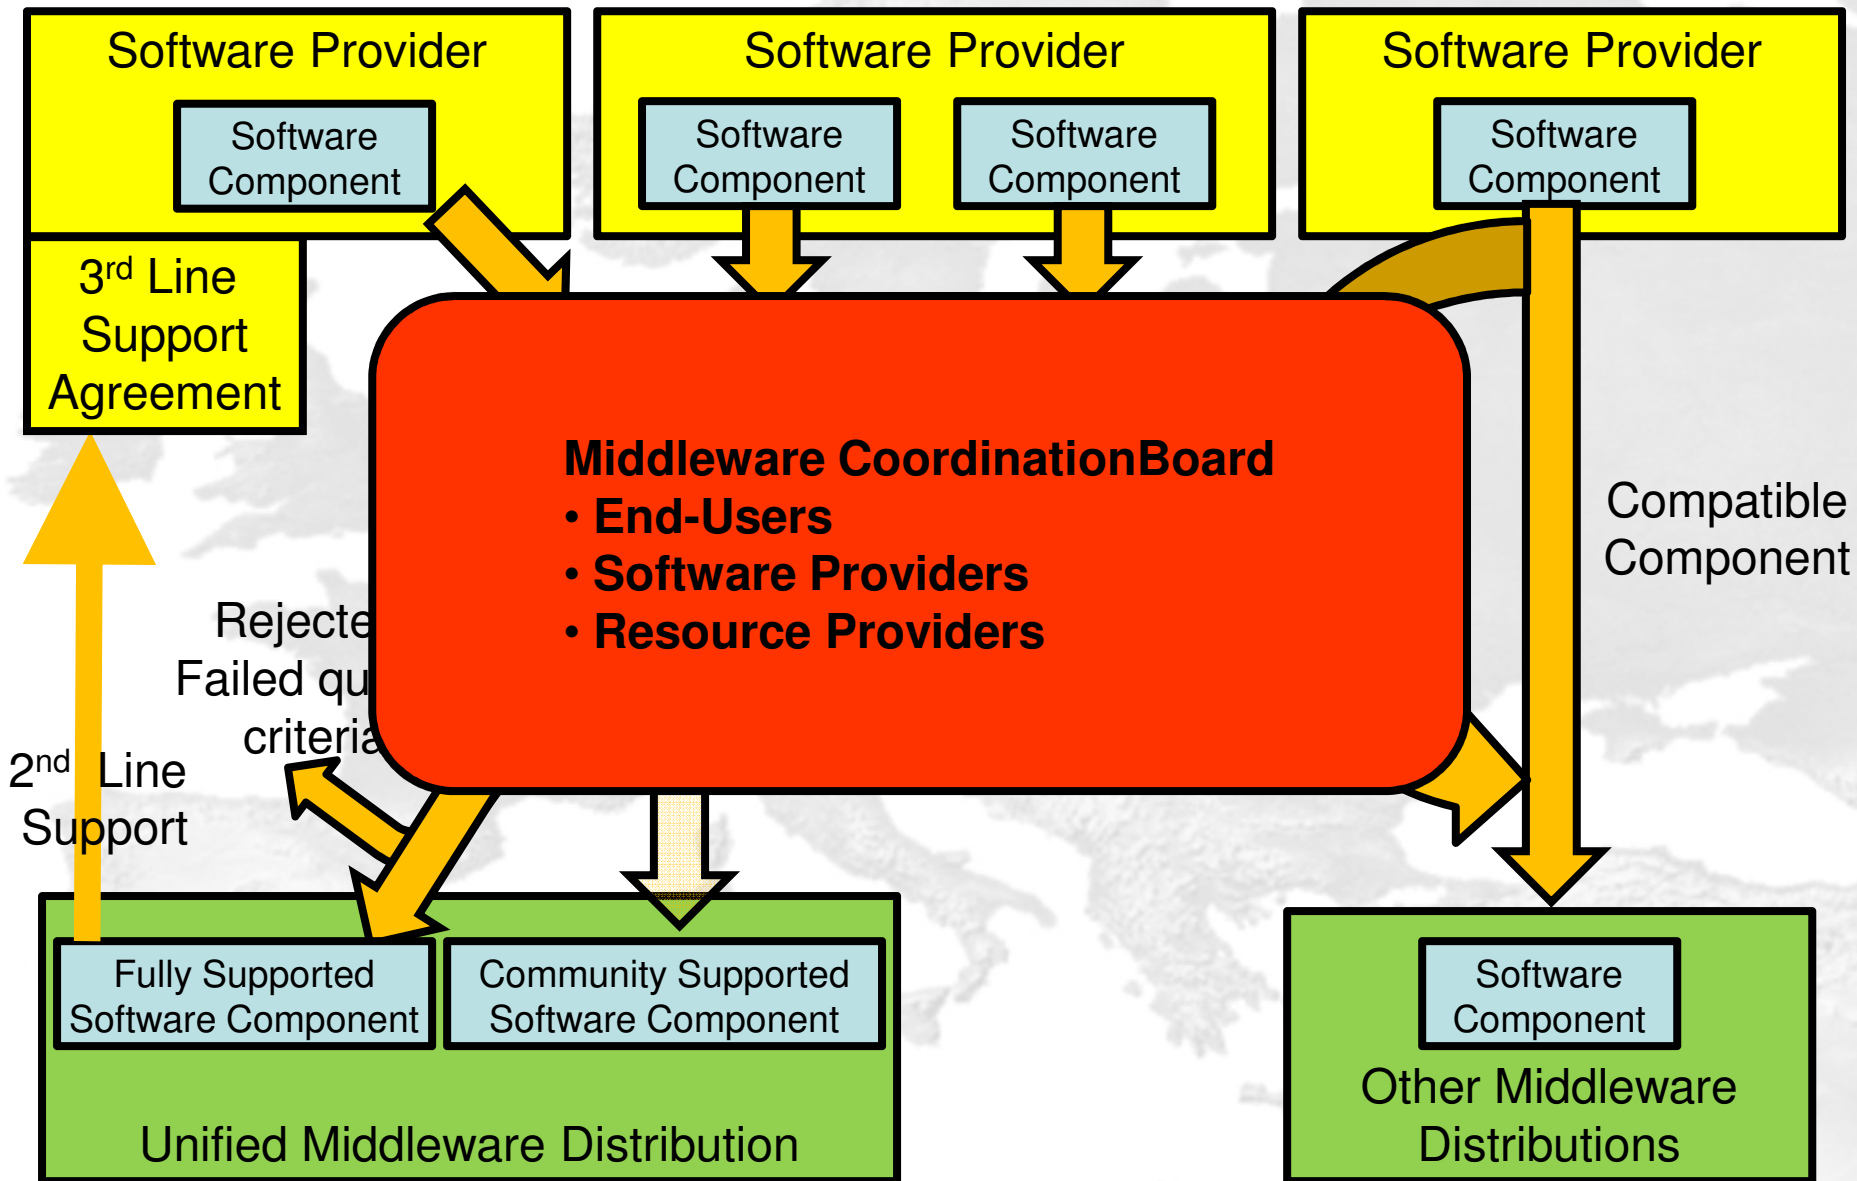 Software Provider
Software
Component
Software Provider
Software
Component
Software
Component
Software Provider
Software
Component
3rd Line
Support
Agreement
Middleware CoordinationBoard
• End-Users
• Software Providers
• Resource Providers
Compatible
Component
Failed
criteria
2nd Line
Support
Fully Supported
Software Component
Community Supported
Software Component
Unified Middleware Distribution
Software
Component
Other Middleware
Distributions